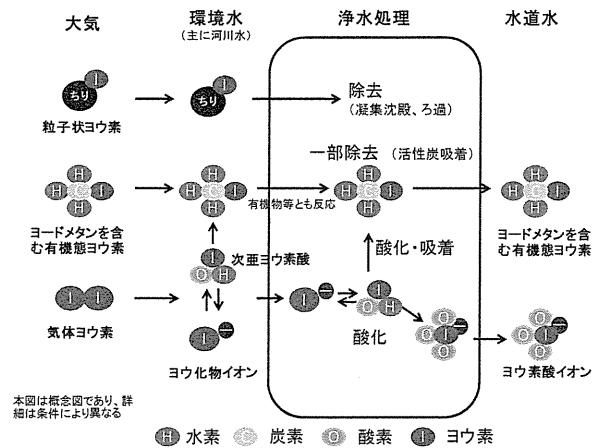 大気
環境水
(主に河川水)
浄水処理
水道水
ちり
I
粒子状ヨウ素
ちり
I
除去
(凝集沈殿、ろ過)
一部除去 (活性炭吸着)
H
H C I
H
ヨードメタンを含
む有機態ヨウ素
H
H C I
H
有機物等とも反応
H
H C I
H
H
H C I
H
ヨードメタンを含
む有機態ヨウ素
次亜ヨウ素酸
I
O H
酸化・吸着
I I
気体ヨウ素
I −
ヨウ化物イオン
I −
I
O H
酸化
O
O I −
O
O
O I −
O
ヨウ素酸イオン
本図は概念図であり、詳
細は条件により異なる
H 水素 C 炭素 O 酸素 I ヨウ素